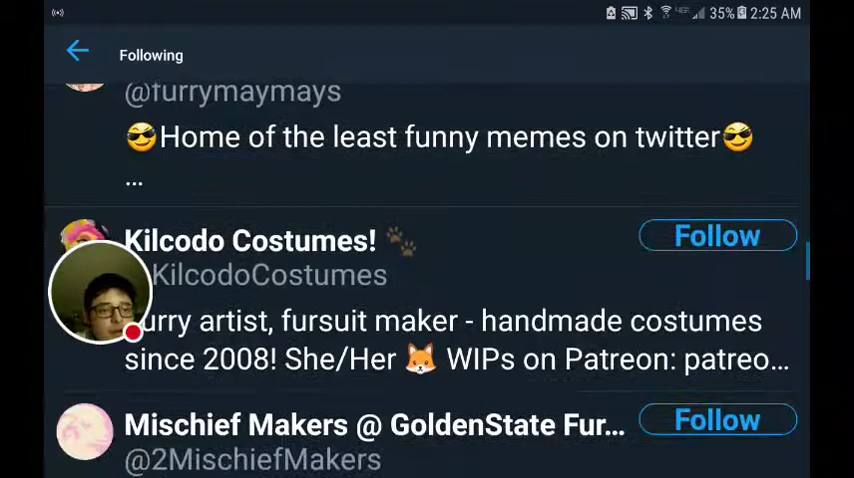 35% 2:25 AM
Following
@furrymaymays
😎Home of the least funny memes on twitter😎
...
Kilcodo Costumes! 🐾 Follow
KilcodoCostumes
urry artist, fursuit maker - handmade costumes
since 2008! She/Her 🦊 WIPs on Patreon: patreo...
Mischief Makers @ GoldenState Fur... Follow
@2MischiefMakers